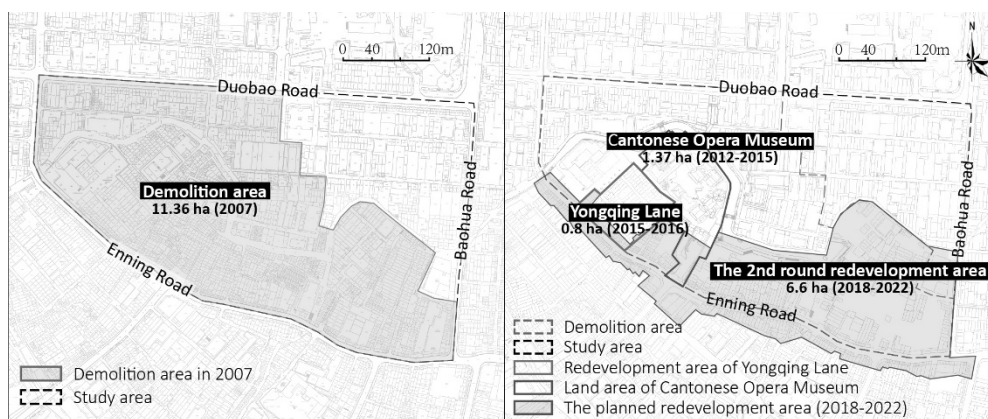 0 40 120m
Duobao Road
Demolition area
11.36 ha (2007)
Baohua Road
Enning Road
Demolition area in 2007
Study area
0 40 120m
N
Duobao Road
Cantonese Opera Museum
1.37 ha (2012-2015)
Yongqing Lane
0.8 ha (2015-2016)
Baohua Road
The 2nd round redevelopment area
6.6 ha (2018-2022)
Enning Road
Demolition area
Study area
Redevelopment area of Yongqing Lane
Land area of Cantonese Opera Museum
The planned redevelopment area (2018-2022)